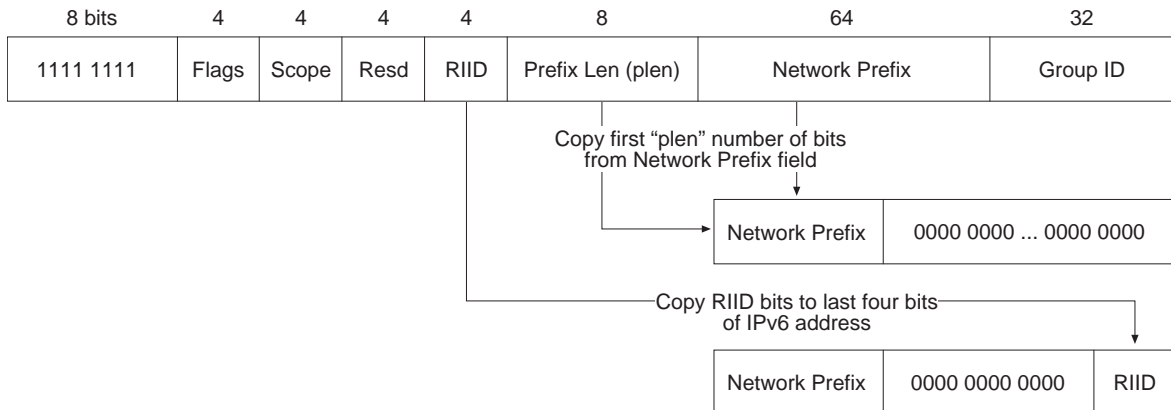 8 bits 4 4 4 4 8 64 32
1111 1111 Flags Scope Resd RIID Prefix Len (plen) Network Prefix Group ID
Copy first “plen” number of bits
from Network Prefix field
Network Prefix 0000 0000 ... 0000 0000
Copy RIID bits to last four bits
of IPv6 address
Network Prefix 0000 0000 0000 RIID